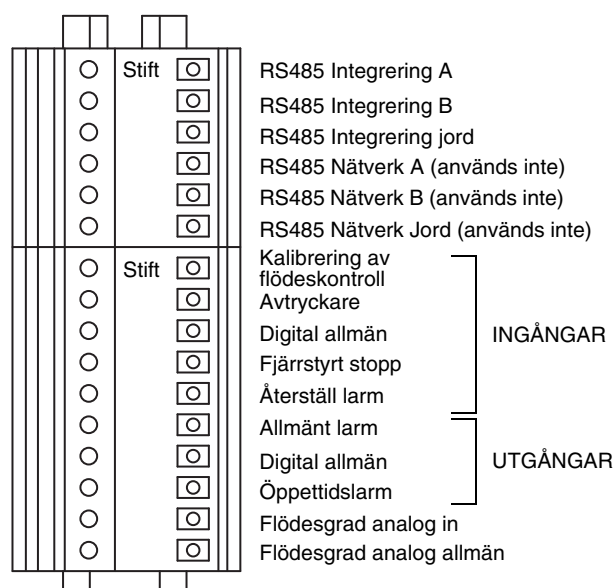 Stift
RS485 Integrering A
RS485 Integrering B
RS485 Integrering jord
RS485 Nätverk A (används inte)
RS485 Nätverk B (används inte)
RS485 Nätverk Jord (används inte)
Stift
Kalibrering av
flödeskontroll
Avtryckare
Digital allmän
Fjärrstyrt stopp
Återställ larm
INGÅNGAR
Allmänt larm
Digital allmän
Öppettidslarm
UTGÅNGAR
Flödesgrad analog in
Flödesgrad analog allmän